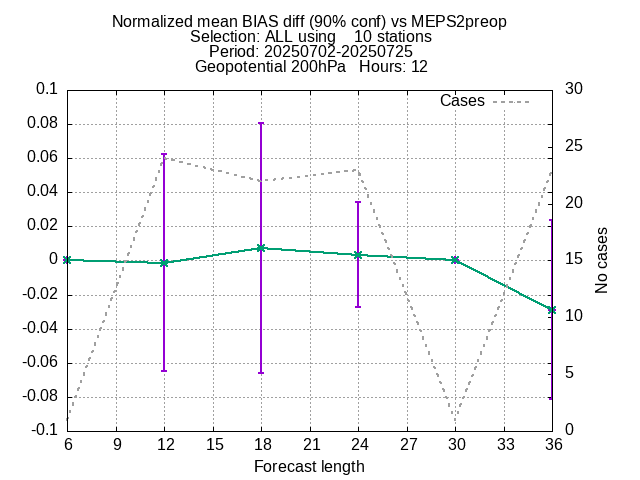 Normalized mean BIAS diff (90% conf) vs MEPS2preop
Selection: ALL using    10 stations
Period: 20250702-20250725
Geopotential 200hPa   Hours: 12
Cases
0.1
0.08
0.06
0.04
0.02
0
-0.02
-0.04
-0.06
-0.08
-0.1
30
25
20
15
10
5
0
No cases
6 9 12 15 18 21 24 27 30 33 36
Forecast length